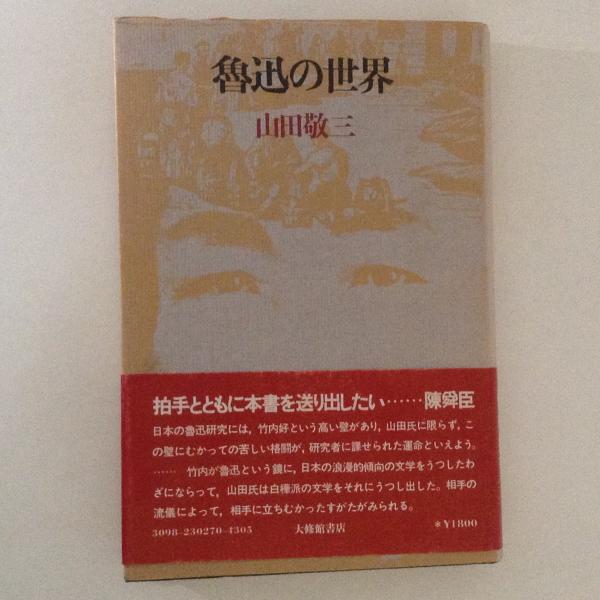 魯迅の世界
山田敬三
拍手とともに本書を送り出したい‥‥‥陳舜臣
日本の魯迅研究には，竹内好という高い壁があり，山田氏に限らず，こ
の壁にむかっての苦しい格闘が，研究者に課せられた運命といえよう。
‥‥‥ 竹内が魯迅という鏡に，日本の浪漫的傾向の文学をうつしたわ
ざにならって，山田氏は白樺派の文学をそれにうつし出した。相手の
流儀によって，相手に立ちむかったすがたがみられる。
3098-230270-4305 大修館書店 *¥1800